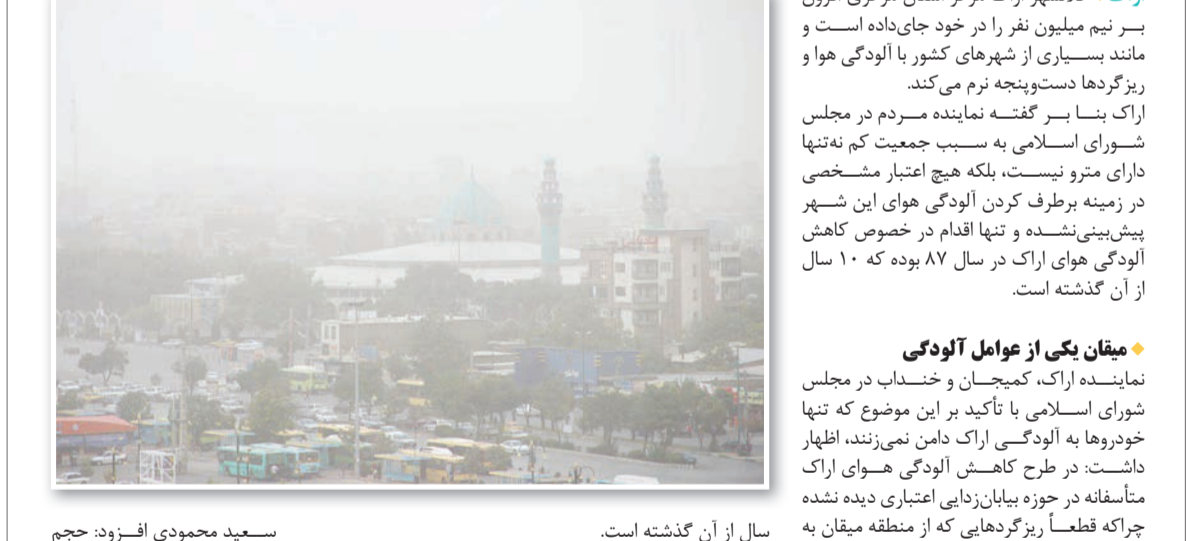 بر نیم میلیون نفر را در خود جای‌داده است و
مانند بسیاری از شهرهای کشور با آلودگی هوا و
ریزگردها دست‌وپنجه نرم می‌کند.
اراک بنا بر گفته نماینده مردم در مجلس
شورای اسلامی به سبب جمعیت کم نه‌تنها
دارای مترو نیست، بلکه هیچ اعتبار مشخصی
در زمینه برطرف کردن آلودگی هوای این شهر
پیش‌بینی‌نشده و تنها اقدام در خصوص کاهش
آلودگی هوای اراک در سال ۸۷ بوده که ۱۰ سال
از آن گذشته است.
میقان یکی از عوامل آلودگی
نماینده اراک، کمیجان و خنداب در مجلس
شورای اسلامی با تأکید بر این موضوع که تنها
خودروها به آلودگی اراک دامن نمی‌زنند، اظهار
داشت: در طرح کاهش آلودگی هوای اراک
متأسفانه در حوزه بیابان‌زدایی اعتباری دیده نشده
چراکه قطعاً ریزگردهایی که از منطقه میقان به
سال از آن گذشته است.
سعید محمودی افزود: حجم